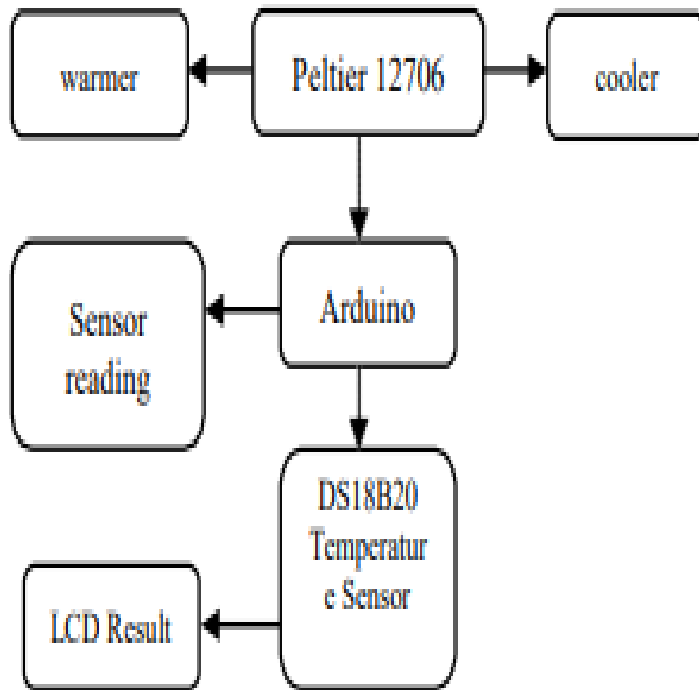 warmer
Peltier 12706
cooler
Sensor
reading
Arduino
DS18B20
Temperatur
e Sensor
LCD Result